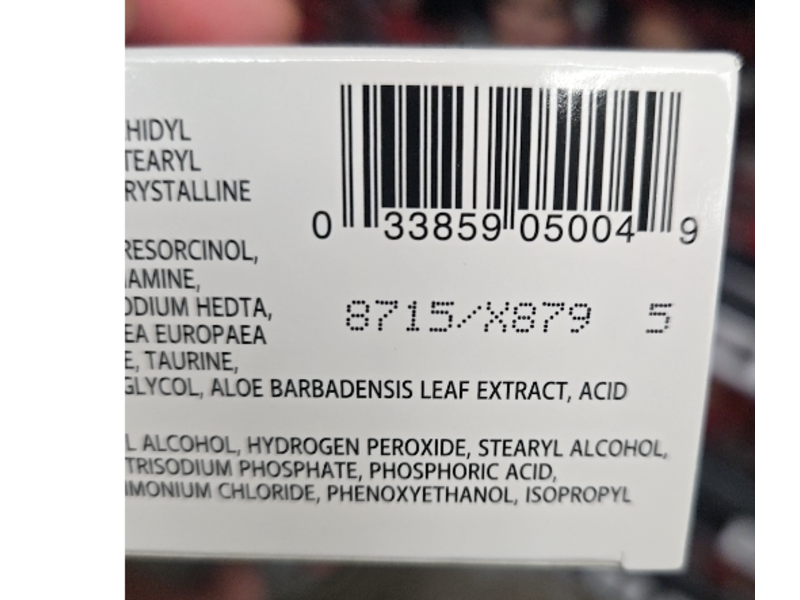 0 33859 05004 9
HIDYL
TEARYL
RYSTALLINE
RESORCINOL,
AMINE,
ODIUM HEDTA,
EA EUROPAEA
E, TAURINE,
GLYCOL, ALOE BARBADENSIS LEAF EXTRACT, ACID
8715/X879 5
L ALCOHOL, HYDROGEN PEROXIDE, STEARYL ALCOHOL,
TRISODIUM PHOSPHATE, PHOSPHORIC ACID,
MONIUM CHLORIDE, PHENOXYETHANOL, ISOPROPYL